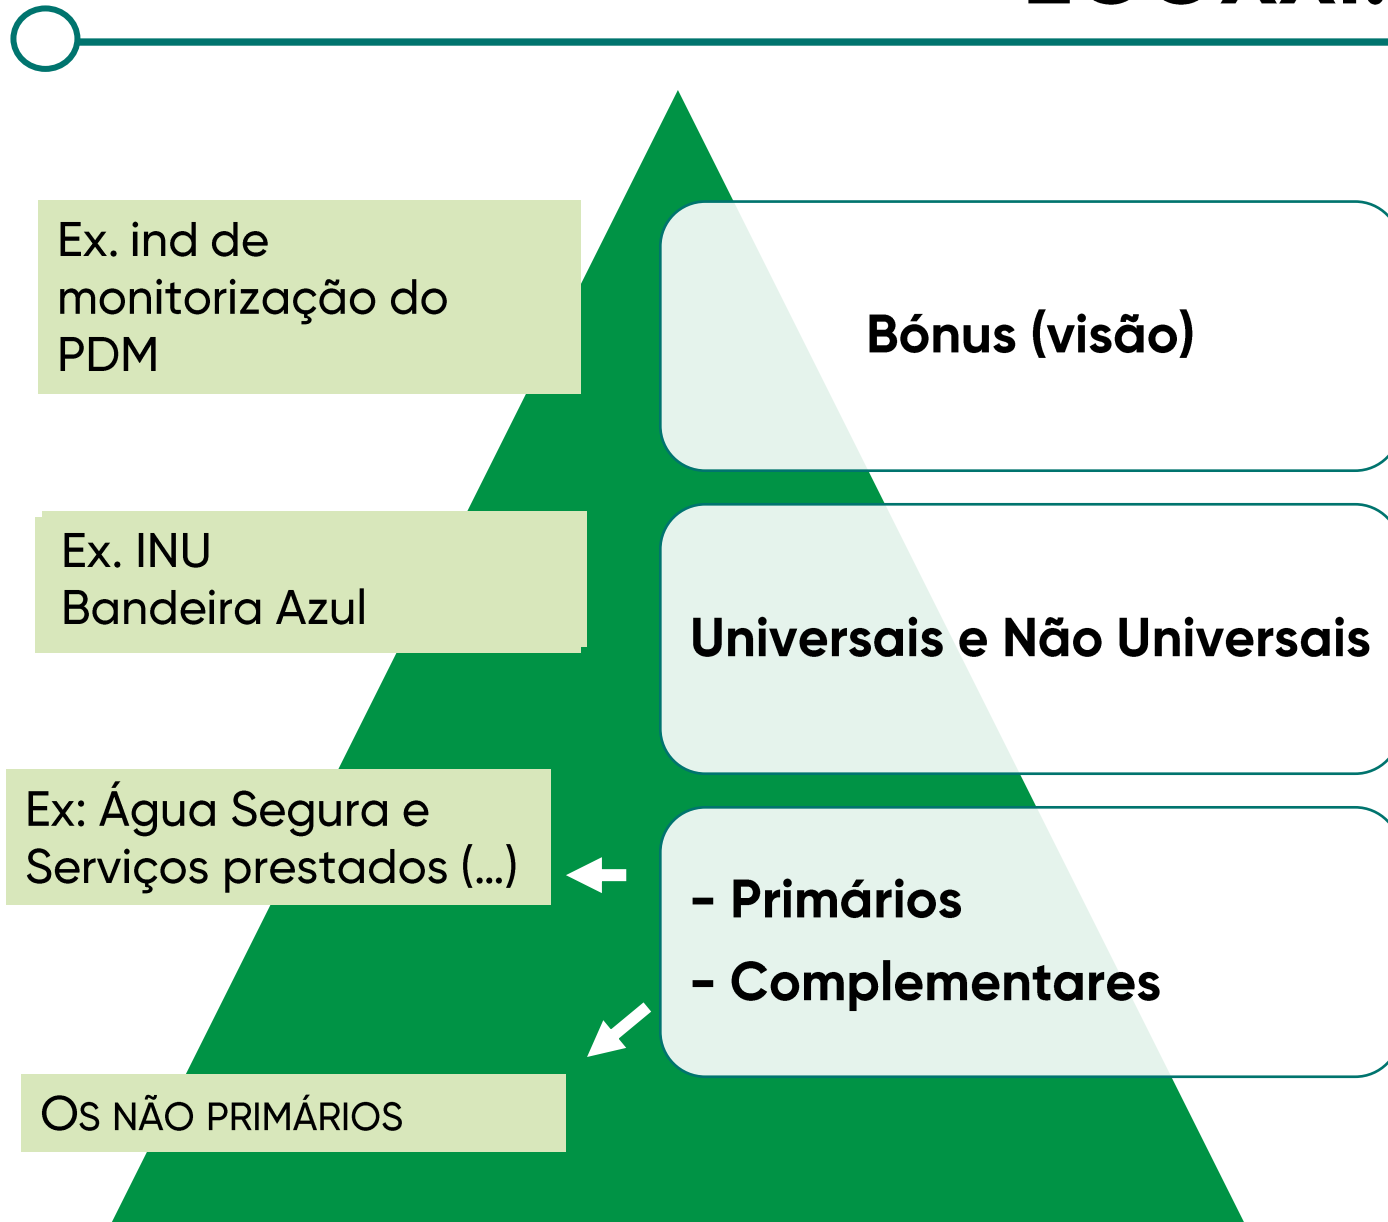 Ex. ind de
monitorização do
PDM
Bónus (visão)
Ex. INU
Bandeira Azul
Universais e Não Universais
Ex: Água Segura e
Serviços prestados (...)
- Primários
- Complementares
OS NÃO PRIMÁRIOS